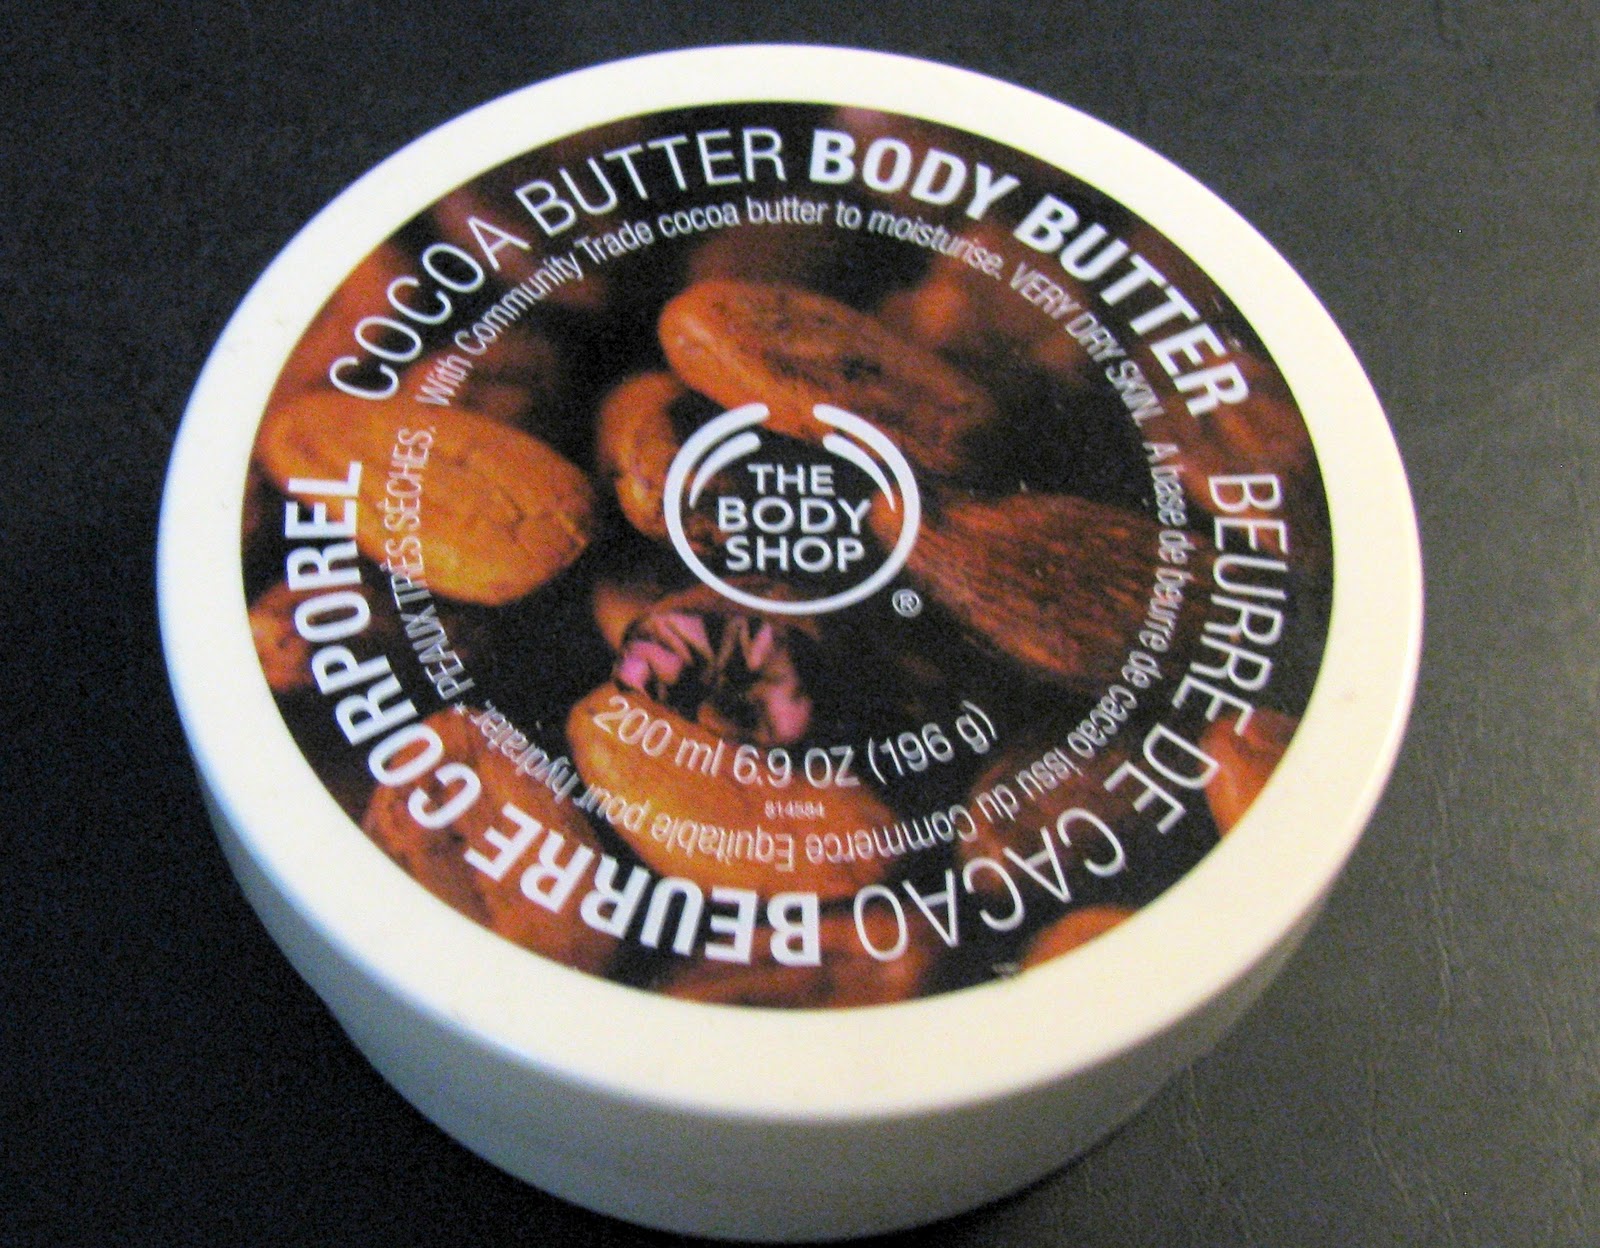 COCOA BUTTER BODY BUTTER
With Community Trade cocoa butter to moisturise. VERY DRY SKIN.
BEURRE DE CACAO BEURRE CORPOREL
A base de beurre de cacao issu du Commerce Equitable pour hydrater.* PEAUX TRÈS SÈCHES.
THE
BODY
SHOP
®
200 ml 6.9 OZ (196 g)
814584